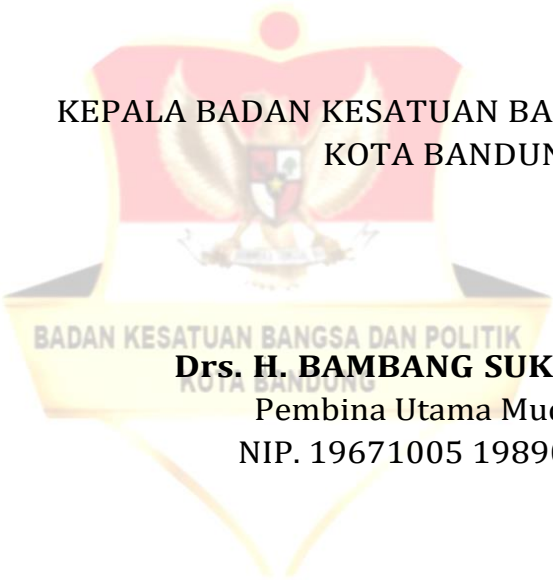 KEPALA BADAN KESATUAN BA
KOTA BANDUN
BADAN KESATUAN BANGSA DAN POLITIK
KOTA BANDUNG
Drs. H. BAMBANG SUK
Pembina Utama Mu
NIP. 19671005 1989